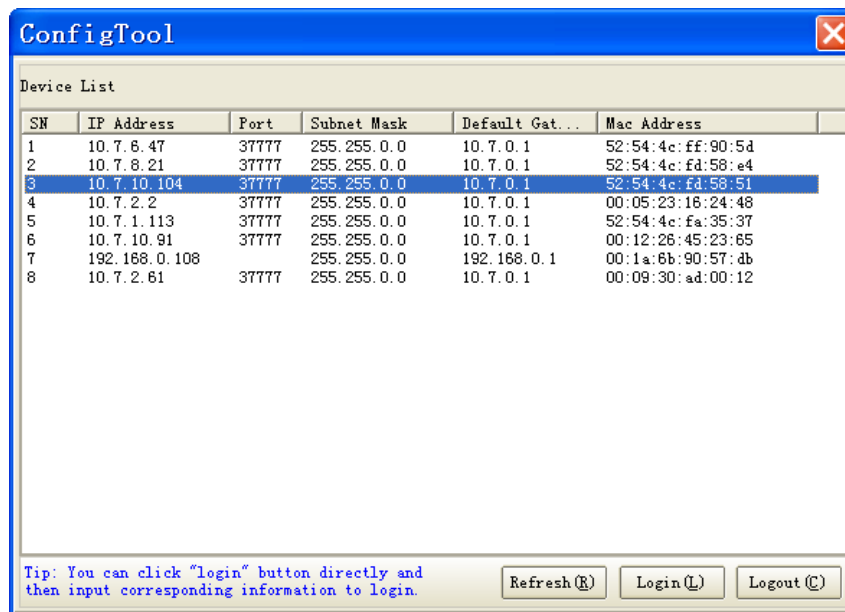 ConfigTool
Device List
SN IP Address Port Subnet Mask Default Gat... Mac Address
1 10.7.6.47 37777 255.255.0.0 10.7.0.1 52:54:4c:ff:90:5d
2 10.7.8.21 37777 255.255.0.0 10.7.0.1 52:54:4c:fd:58:e4
3 10.7.10.104 37777 255.255.0.0 10.7.0.1 52:54:4c:fd:58:51
4 10.7.2.2 37777 255.255.0.0 10.7.0.1 00:05:23:16:24:48
5 10.7.1.113 37777 255.255.0.0 10.7.0.1 52:54:4c:fa:35:37
6 10.7.10.91 37777 255.255.0.0 10.7.0.1 00:12:26:45:23:65
7 192.168.0.108 255.255.0.0 192.168.0.1 00:1a:6b:90:57:db
8 10.7.2.61 37777 255.255.0.0 10.7.0.1 00:09:30:ad:00:12
Tip: You can click "login" button directly and
then input corresponding information to login.
Refresh(R) Login(L) Logout(C)